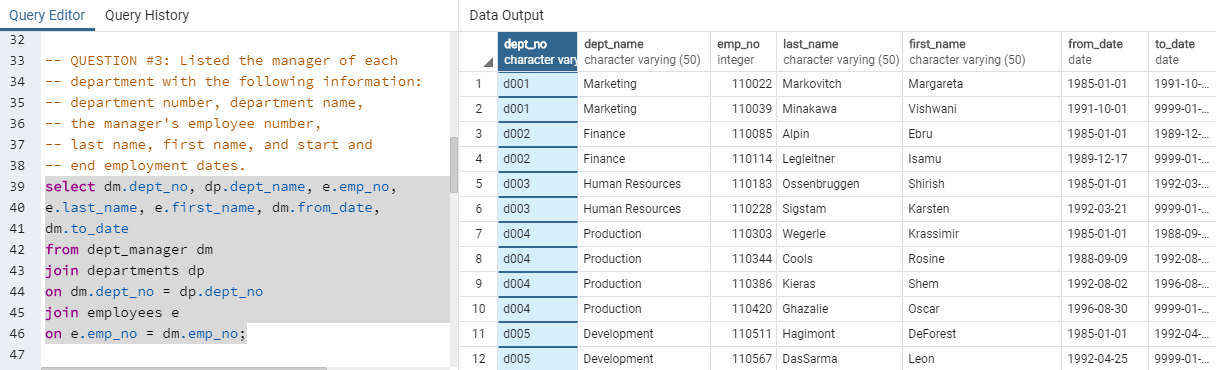 Query Editor Query History
32
33 -- QUESTION #3: Listed the manager of each
34 -- department with the following information:
35 -- department number, department name,
36 -- the manager's employee number,
37 -- last name, first name, and start and
38 -- end employment dates.
39 select dm.dept_no, dp.dept_name, e.emp_no,
40 e.last_name, e.first_name, dm.from_date,
41 dm.to_date
42 from dept_manager dm
43 join departments dp
44 on dm.dept_no = dp.dept_no
45 join employees e
46 on e.emp_no = dm.emp_no;
47
Data Output
dept_no dept_name emp_no last_name first_name from_date to_date
character vary character varying (50) integer character varying (50) character varying (50) date date
1 d001 Marketing 110022 Markovitch Margareta 1985-01-01 1991-10-...
2 d001 Marketing 110039 Minakawa Vishwani 1991-10-01 9999-01-...
3 d002 Finance 110085 Alpin Ebru 1985-01-01 1989-12-...
4 d002 Finance 110114 Legleitner Isamu 1989-12-17 9999-01-...
5 d003 Human Resources 110183 Ossenbruggen Shirish 1985-01-01 1992-03-...
6 d003 Human Resources 110228 Sigstam Karsten 1992-03-21 9999-01-...
7 d004 Production 110303 Wegerle Krassimir 1985-01-01 1988-09-...
8 d004 Production 110344 Cools Rosine 1988-09-09 1992-08-...
9 d004 Production 110386 Kieras Shem 1992-08-02 1996-08-...
10 d004 Production 110420 Ghazalie Oscar 1996-08-30 9999-01-...
11 d005 Development 110511 Hagimont DeForest 1985-01-01 1992-04-...
12 d005 Development 110567 DasSarma Leon 1992-04-25 9999-01-...